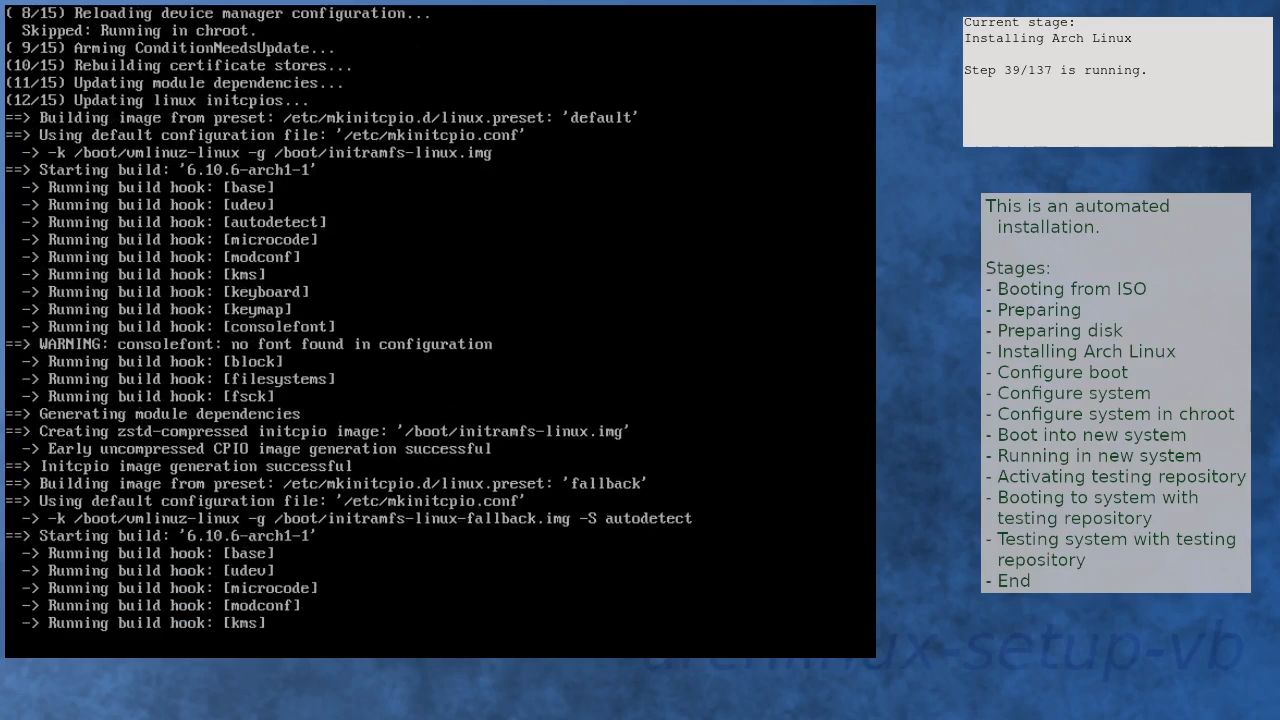 ( 8/15) Reloading device manager configuration...
  Skipped: Running in chroot.
( 9/15) Arming ConditionNeedsUpdate...
(10/15) Rebuilding certificate stores...
(11/15) Updating module dependencies...
(12/15) Updating linux initcpios...
==> Building image from preset: /etc/mkinitcpio.d/linux.preset: 'default'
==> Using default configuration file: '/etc/mkinitcpio.conf'
  -> -k /boot/vmlinuz-linux -g /boot/initramfs-linux.img
==> Starting build: '6.10.6-arch1-1'
  -> Running build hook: [base]
  -> Running build hook: [udev]
  -> Running build hook: [autodetect]
  -> Running build hook: [microcode]
  -> Running build hook: [modconf]
  -> Running build hook: [kms]
  -> Running build hook: [keyboard]
  -> Running build hook: [keymap]
  -> Running build hook: [consolefont]
==> WARNING: consolefont: no font found in configuration
  -> Running build hook: [block]
  -> Running build hook: [filesystems]
  -> Running build hook: [fsck]
==> Generating module dependencies
==> Creating zstd-compressed initcpio image: '/boot/initramfs-linux.img'
  -> Early uncompressed CPIO image generation successful
==> Initcpio image generation successful
==> Building image from preset: /etc/mkinitcpio.d/linux.preset: 'fallback'
==> Using default configuration file: '/etc/mkinitcpio.conf'
  -> -k /boot/vmlinuz-linux -g /boot/initramfs-linux-fallback.img -S autodetect
==> Starting build: '6.10.6-arch1-1'
  -> Running build hook: [base]
  -> Running build hook: [udev]
  -> Running build hook: [microcode]
  -> Running build hook: [modconf]
  -> Running build hook: [kms]
Current stage:
Installing Arch Linux
Step 39/137 is running.
This is an automated
installation.
Stages:
- Booting from ISO
- Preparing
- Preparing disk
- Installing Arch Linux
- Configure boot
- Configure system
- Configure system in chroot
- Boot into new system
- Running in new system
- Activating testing repository
- Booting to system with
testing repository
- Testing system with testing
repository
- End
archlinux-setup-vb